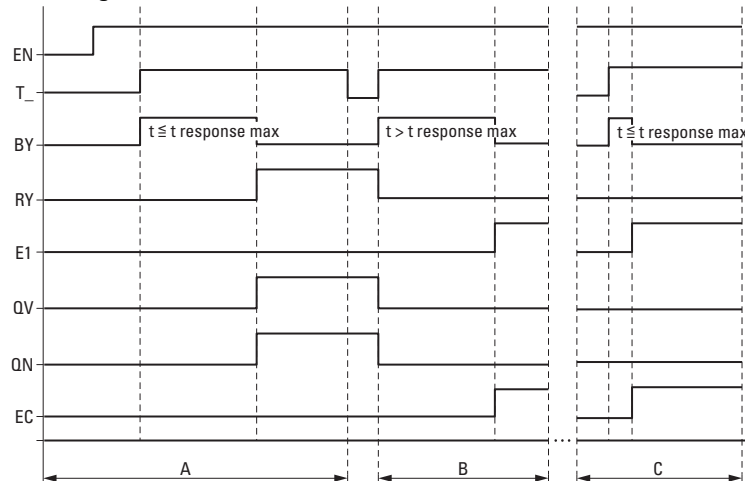 EN
T_
t ≦ t response max t > t response max t ≦ t response max
BY
RY
E1
QV
QN
EC
...
A B C